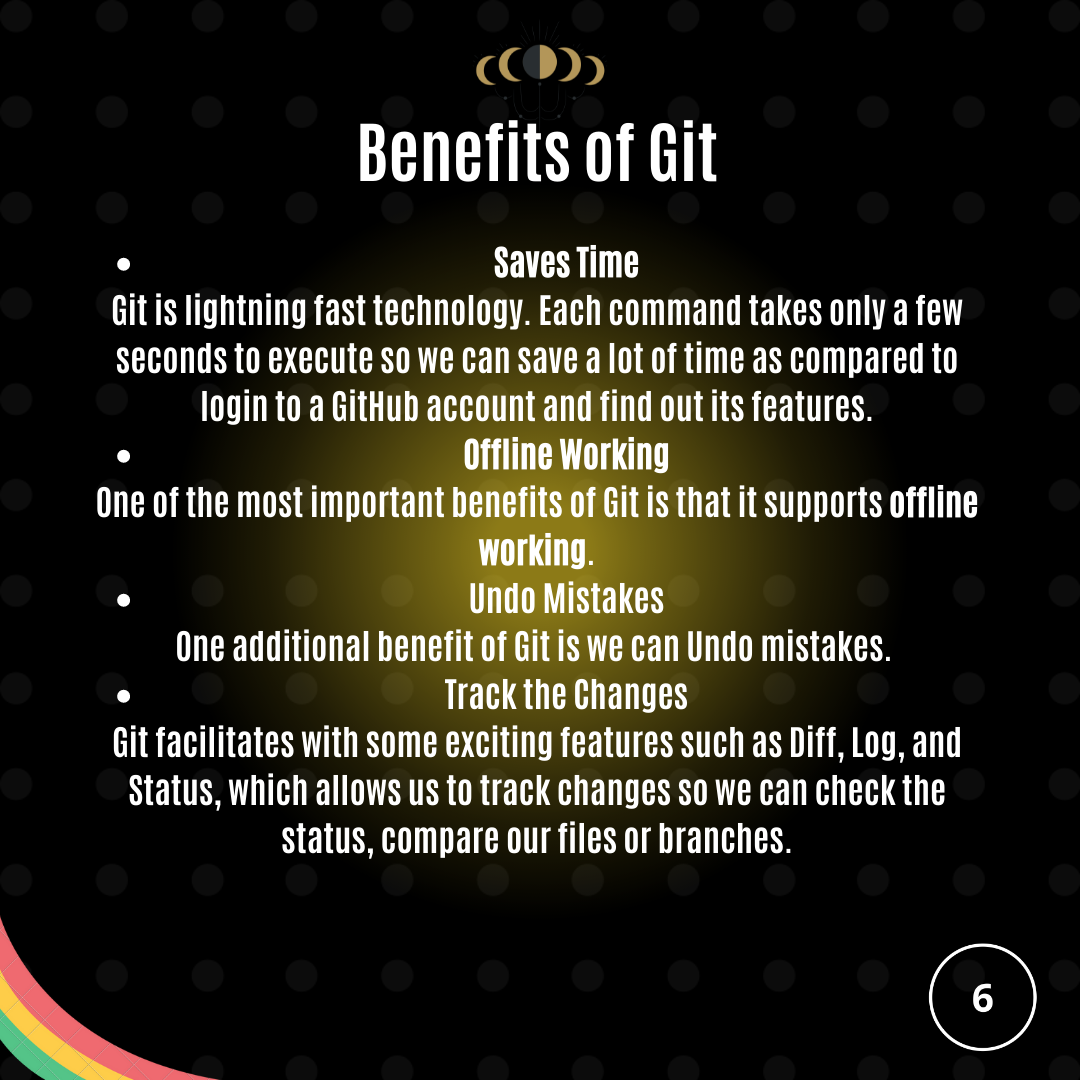 Benefits of Git
• Saves Time
Git is lightning fast technology. Each command takes only a few
seconds to execute so we can save a lot of time as compared to
login to a GitHub account and find out its features.
• Offline Working
One of the most important benefits of Git is that it supports offline
working.
• Undo Mistakes
One additional benefit of Git is we can Undo mistakes.
• Track the Changes
Git facilitates with some exciting features such as Diff, Log, and
Status, which allows us to track changes so we can check the
status, compare our files or branches.
6